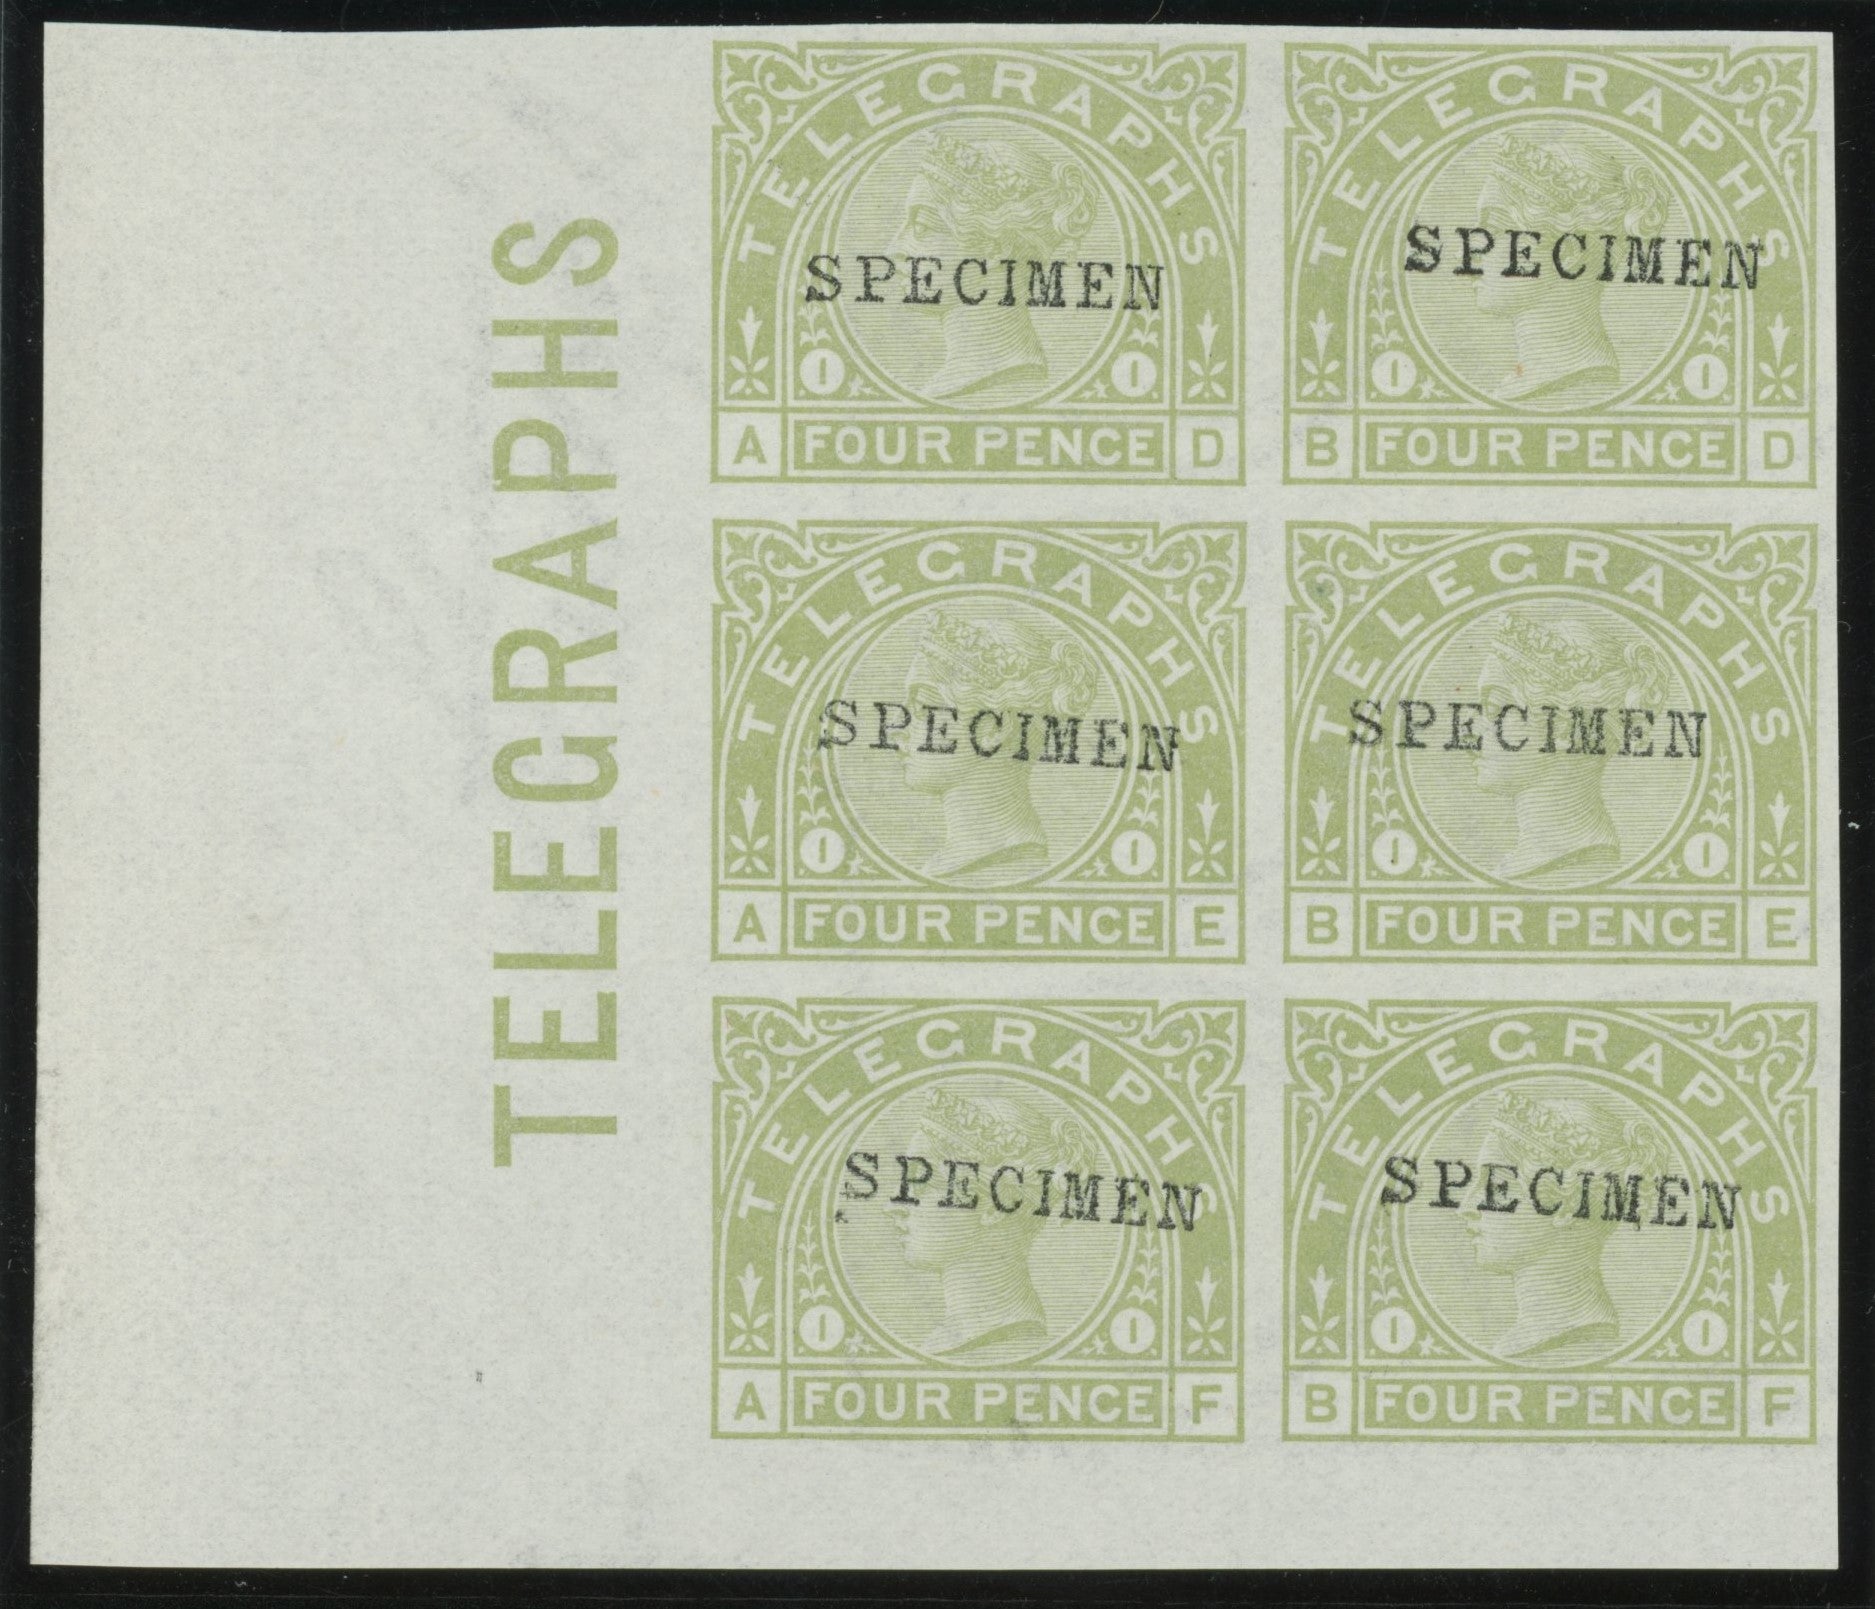 TELEGRAPHS
TELEGRAPHS
SPECIMEN
1 1
A FOUR PENCE D
TELEGRAPHS
SPECIMEN
1 1
B FOUR PENCE D
TELEGRAPHS
SPECIMEN
1 1
A FOUR PENCE E
TELEGRAPHS
SPECIMEN
1 1
B FOUR PENCE E
TELEGRAPHS
SPECIMEN
1 1
A FOUR PENCE F
TELEGRAPHS
SPECIMEN
1 1
B FOUR PENCE F